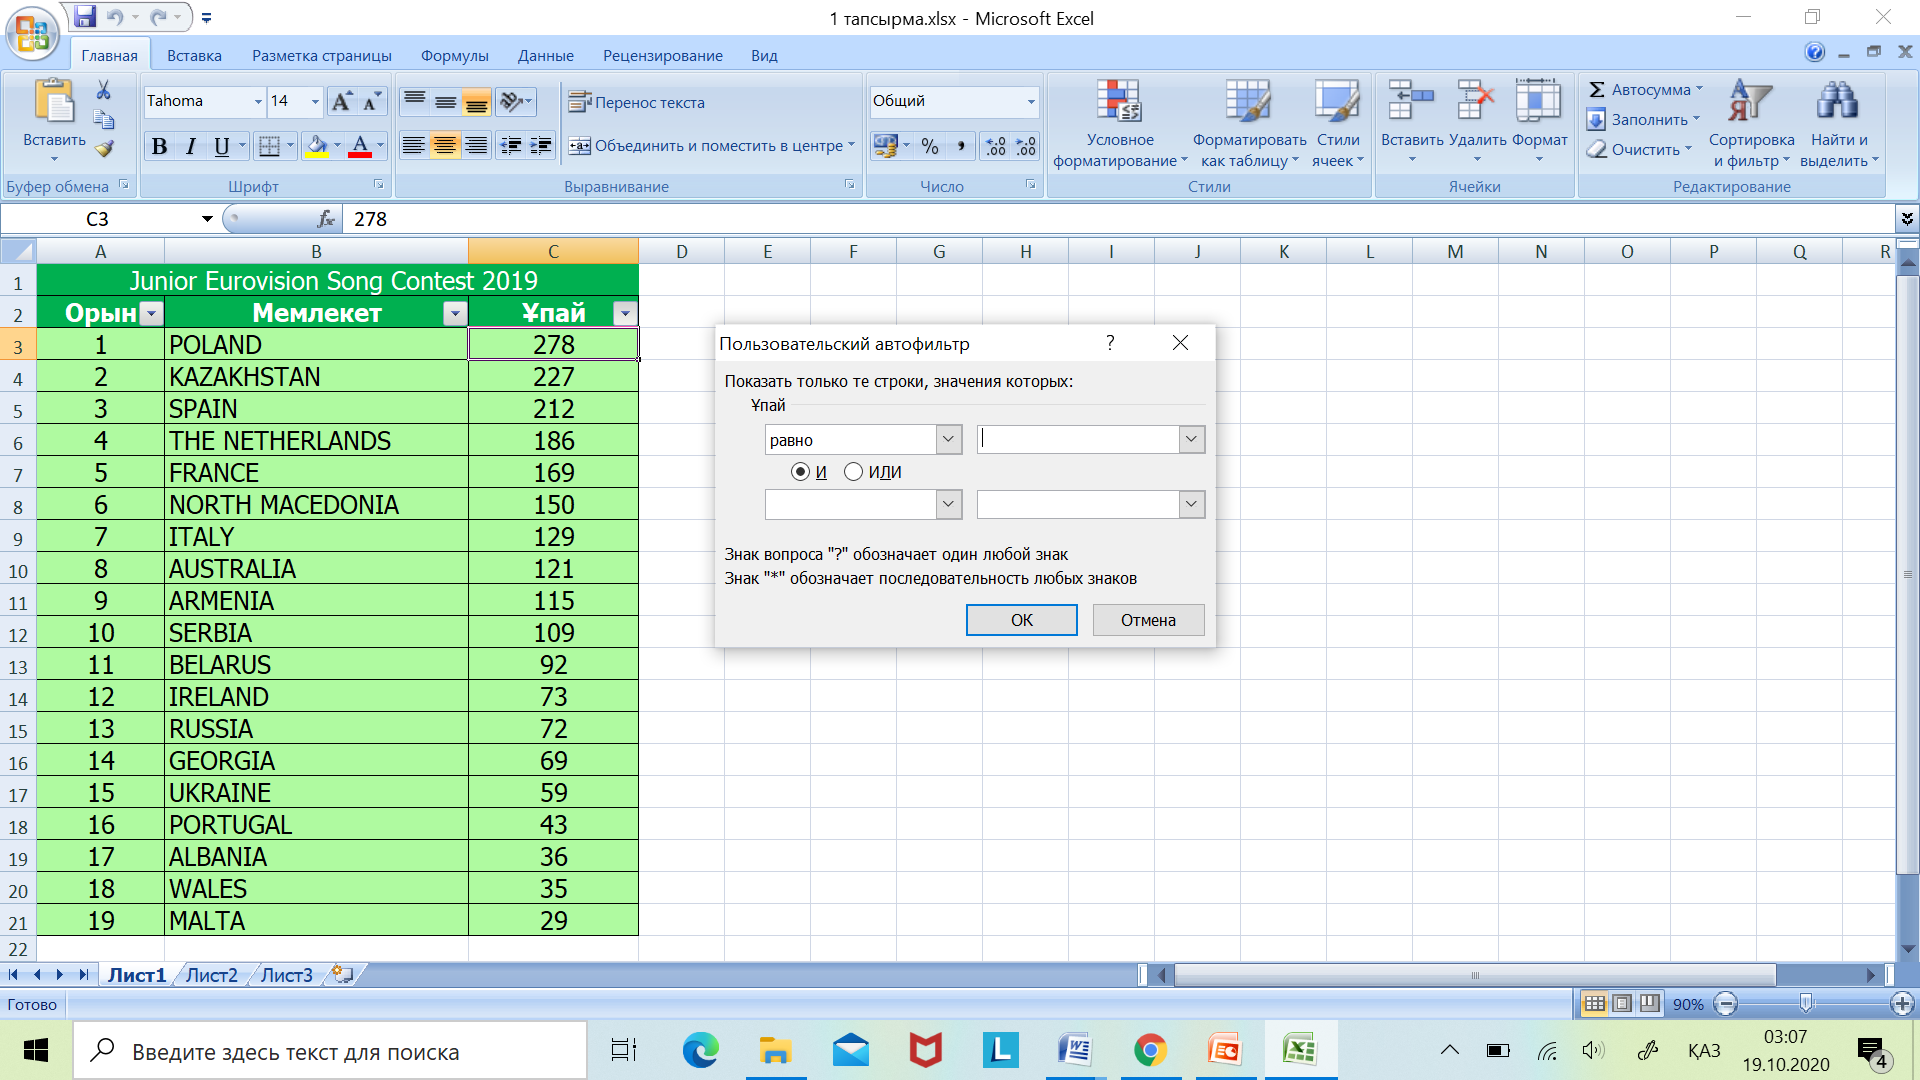 1 тапсырма.xlsx - Microsoft Excel
Главная Вставка Разметка страницы Формулы Данные Рецензирование Вид
Вставить
Буфер обмена
Tahoma 14
Ж К Ч
Шрифт
Перенос текста
Объединить и поместить в центре
Выравнивание
Общий
% ,
Число
Условное форматирование
Форматировать как таблицу
Стили ячеек
Стили
Вставить Удалить Формат
Ячейки
Σ Автосумма
Заполнить
Очистить
Сортировка и фильтр
Найти и выделить
Редактирование
C3 fx 278
A B C D E F G H I J K L M N O P Q R
1 Junior Eurovision Song Contest 2019
2 Орын Мемлекет Ұпай
3 1 POLAND 278
4 2 KAZAKHSTAN 227
5 3 SPAIN 212
6 4 THE NETHERLANDS 186
7 5 FRANCE 169
8 6 NORTH MACEDONIA 150
9 7 ITALY 129
10 8 AUSTRALIA 121
11 9 ARMENIA 115
12 10 SERBIA 109
13 11 BELARUS 92
14 12 IRELAND 73
15 13 RUSSIA 72
16 14 GEORGIA 69
17 15 UKRAINE 59
18 16 PORTUGAL 43
19 17 ALBANIA 36
20 18 WALES 35
21 19 MALTA 29
22
Пользовательский автофильтр ?
Показать только те строки, значения которых:
Ұпай
равно
И ИЛИ
Знак вопроса "?" обозначает один любой знак
Знак "*" обозначает последовательность любых знаков
ОК Отмена
Лист1 Лист2 Лист3
Готово 90%
Введите здесь текст для поиска
ҚАЗ
03:07
19.10.2020
4